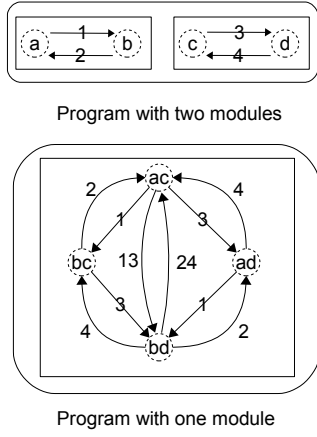 1 3
a b c d
2 4
Program with two modules
ac
2 4
1 3
bc 13 24 ad
3 1
4 2
bd
Program with one module